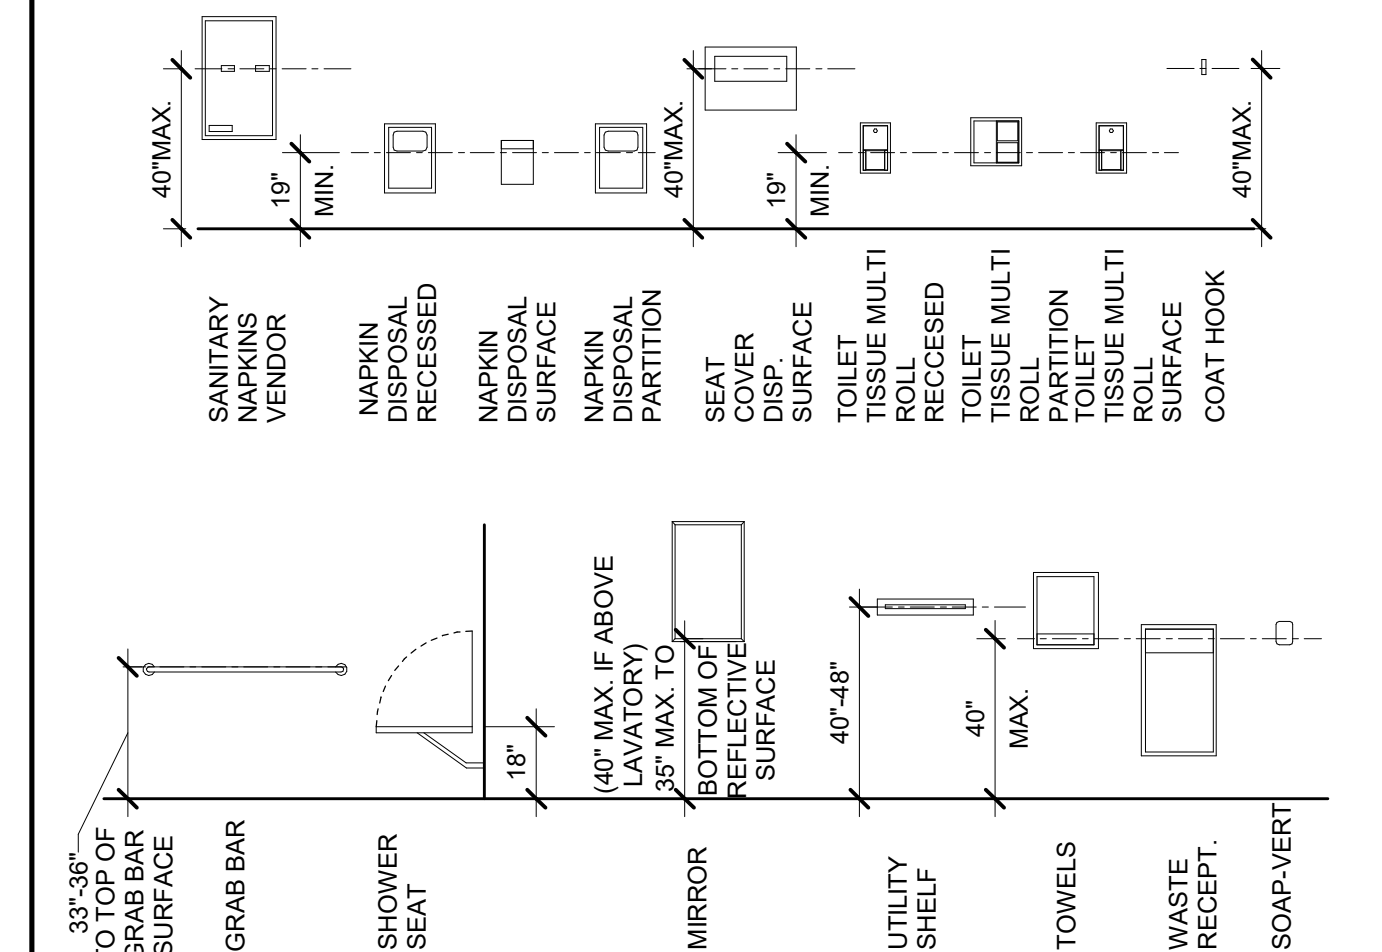 40"MAX.
19"
MIN.
40"MAX.
19"
MIN.
40"MAX.
SANITARY
NAPKINS
VENDOR
NAPKIN
DISPOSAL
RECESSED
NAPKIN
DISPOSAL
SURFACE
NAPKIN
DISPOSAL
PARTITION
SEAT
COVER
DISP.
SURFACE
TOILET
TISSUE MULTI
ROLL
RECCESED
TOILET
TISSUE MULTI
ROLL
PARTITION
TOILET
TISSUE MULTI
ROLL
SURFACE
COAT HOOK
18"
(40" MAX. IF ABOVE
LAVATORY)
35" MAX. TO
BOTTOM OF
REFLECTIVE
SURFACE
40"-48"
40"
MAX.
33"-36"
TO TOP OF
GRAB BAR
SURFACE
GRAB BAR
SHOWER
SEAT
MIRROR
UTILITY
SHELF
TOWELS
WASTE
RECEPT.
SOAP-VERT